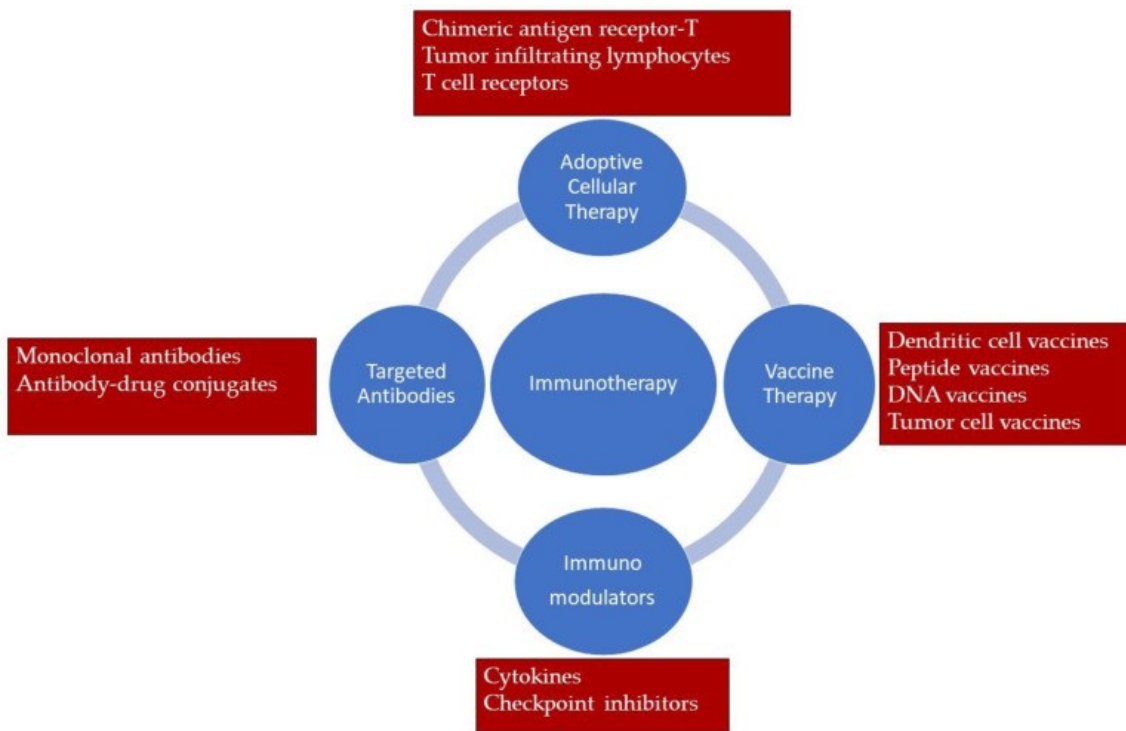 Chimeric antigen receptor-T
Tumor infiltrating lymphocytes
T cell receptors
Adoptive
Cellular
Therapy
Monoclonal antibodies
Antibody-drug conjugates
Targeted
Antibodies
Immunotherapy
Vaccine
Therapy
Dendritic cell vaccines
Peptide vaccines
DNA vaccines
Tumor cell vaccines
Immuno
modulators
Cytokines
Checkpoint inhibitors